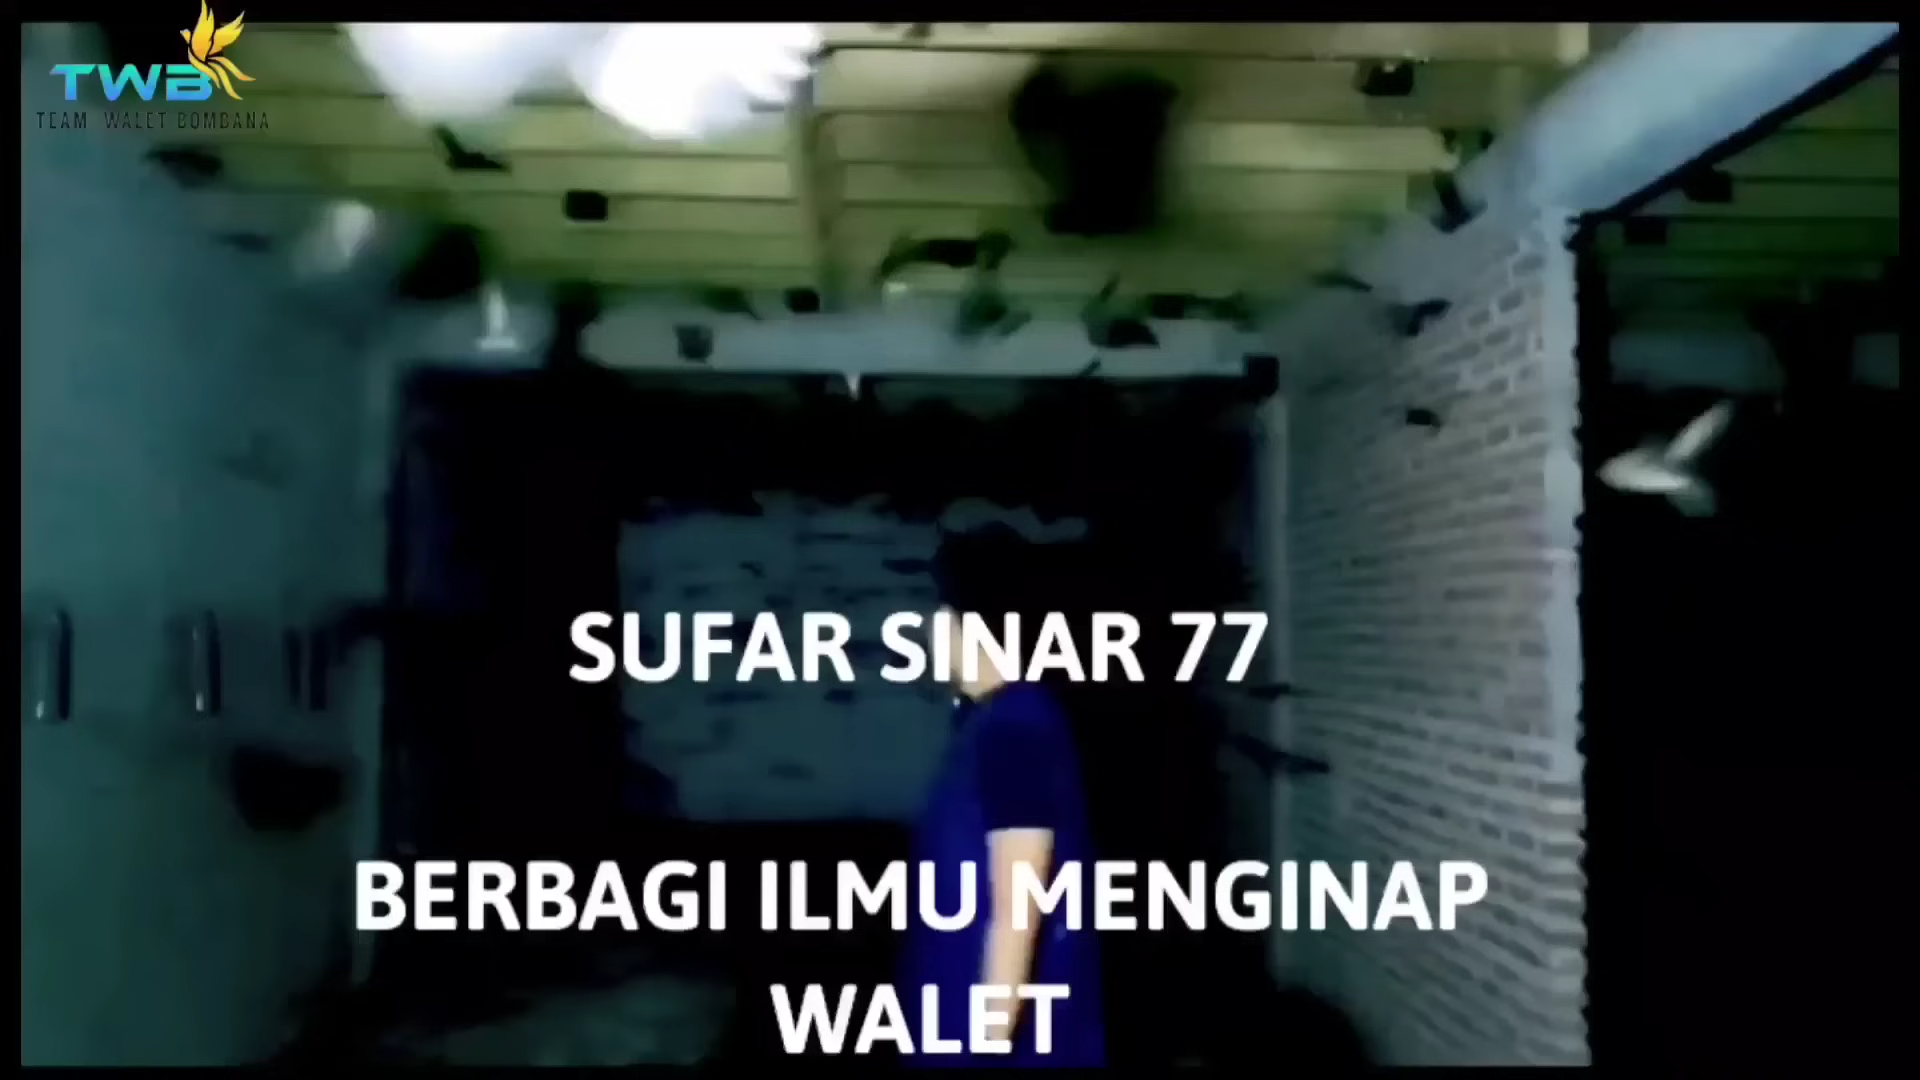 TWB
TEAM WALET BOMBANA
SUFAR SINAR 77
BERBAGI ILMU MENGINAP
WALET